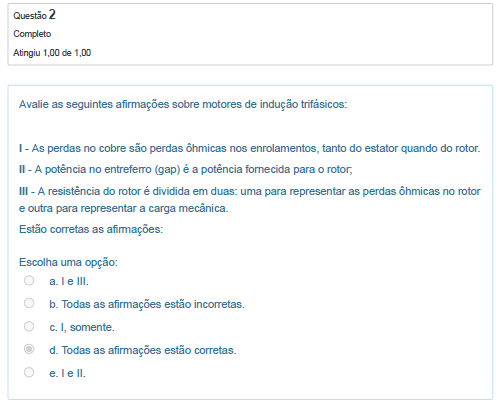 Questão 2
Completo
Atingiu 1,00 de 1,00
Avalie as seguintes afirmações sobre motores de indução trifásicos:
I - As perdas no cobre são perdas ôhmicas nos enrolamentos, tanto do estator quando do rotor.
II - A potência no entreferro (gap) é a potência fornecida para o rotor;
III - A resistência do rotor é dividida em duas: uma para representar as perdas ôhmicas no rotor
e outra para representar a carga mecânica.
Estão corretas as afirmações:
Escolha uma opção:
a. I e III.
b. Todas as afirmações estão incorretas.
c. I, somente.
d. Todas as afirmações estão corretas.
e. I e II.